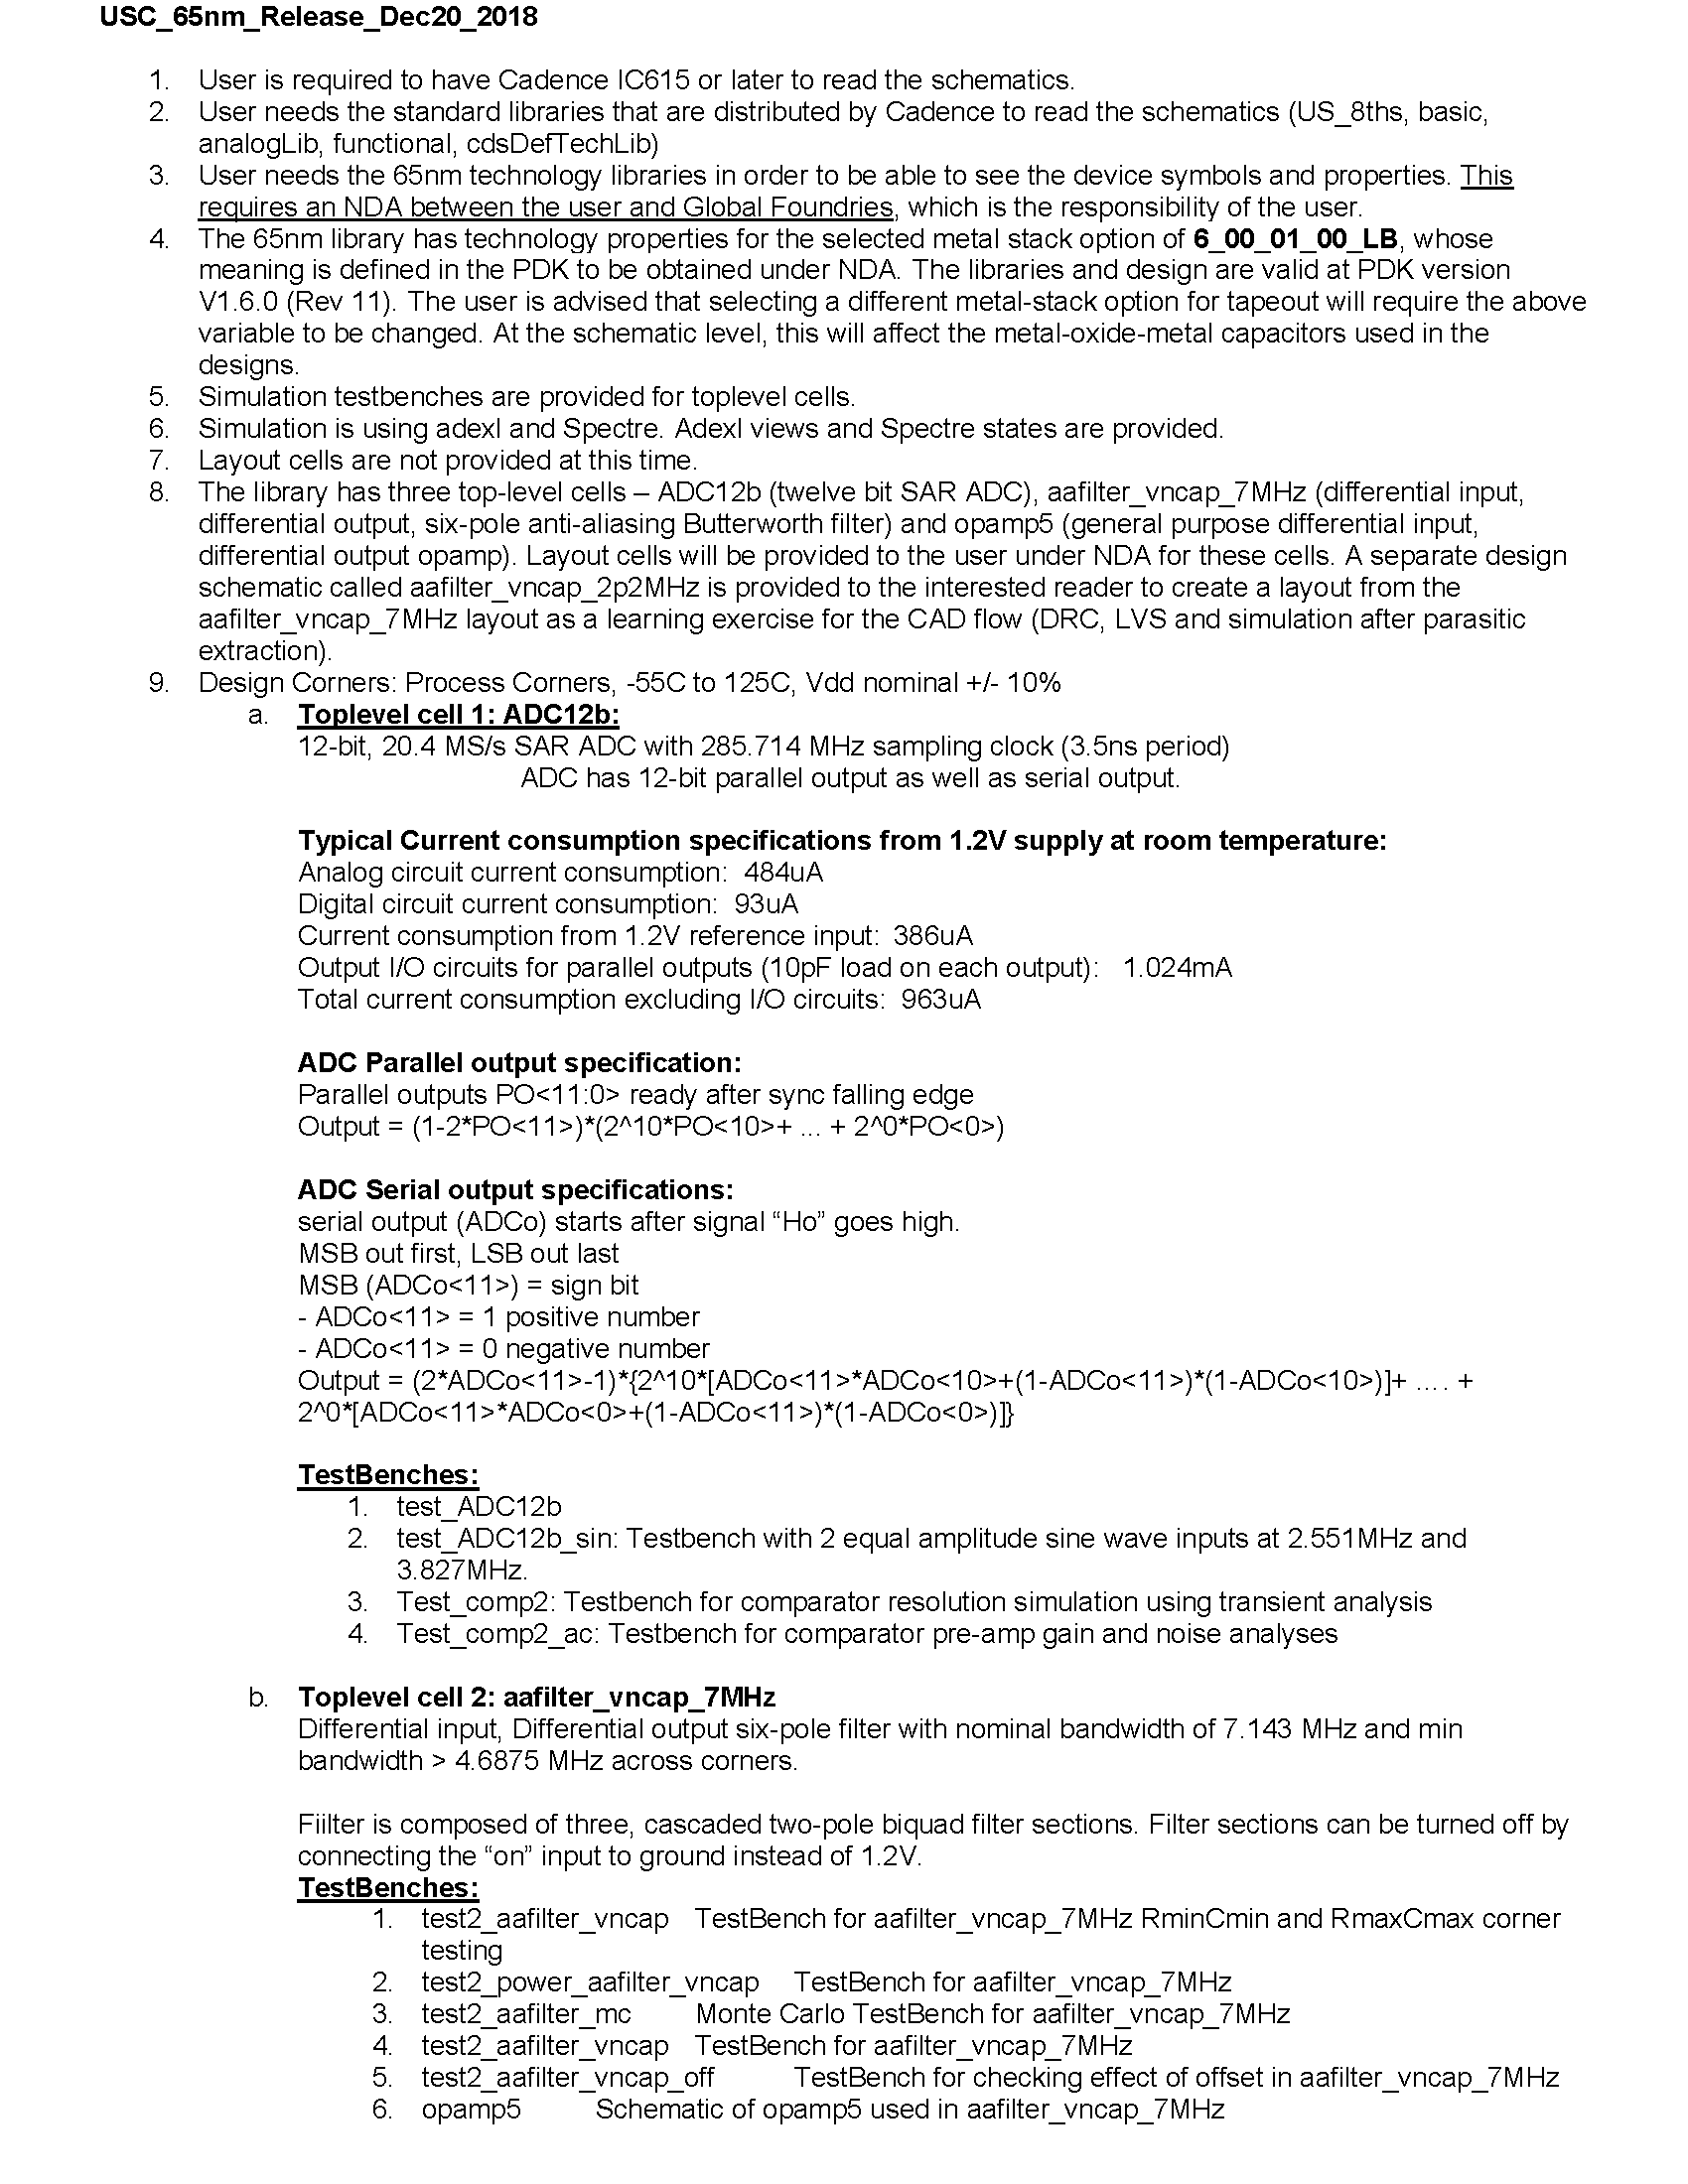 USC_65nm_Release_Dec20_2018
1. User is required to have Cadence IC615 or later to read the schematics.
2. User needs the standard libraries that are distributed by Cadence to read the schematics (US_8ths, basic,
analogLib, functional, cdsDefTechLib)
3. User needs the 65nm technology libraries in order to be able to see the device symbols and properties. This
requires an NDA between the user and Global Foundries, which is the responsibility of the user.
4. The 65nm library has technology properties for the selected metal stack option of 6_00_01_00_LB, whose
meaning is defined in the PDK to be obtained under NDA. The libraries and design are valid at PDK version
V1.6.0 (Rev 11). The user is advised that selecting a different metal-stack option for tapeout will require the above
variable to be changed. At the schematic level, this will affect the metal-oxide-metal capacitors used in the
designs.
5. Simulation testbenches are provided for toplevel cells.
6. Simulation is using adexl and Spectre. Adexl views and Spectre states are provided.
7. Layout cells are not provided at this time.
8. The library has three top-level cells – ADC12b (twelve bit SAR ADC), aafilter_vncap_7MHz (differential input,
differential output, six-pole anti-aliasing Butterworth filter) and opamp5 (general purpose differential input,
differential output opamp). Layout cells will be provided to the user under NDA for these cells. A separate design
schematic called aafilter_vncap_2p2MHz is provided to the interested reader to create a layout from the
aafilter_vncap_7MHz layout as a learning exercise for the CAD flow (DRC, LVS and simulation after parasitic
extraction).
9. Design Corners: Process Corners, -55C to 125C, Vdd nominal +/- 10%
a. Toplevel cell 1: ADC12b:
12-bit, 20.4 MS/s SAR ADC with 285.714 MHz sampling clock (3.5ns period)
ADC has 12-bit parallel output as well as serial output.
Typical Current consumption specifications from 1.2V supply at room temperature:
Analog circuit current consumption: 484uA
Digital circuit current consumption: 93uA
Current consumption from 1.2V reference input: 386uA
Output I/O circuits for parallel outputs (10pF load on each output): 1.024mA
Total current consumption excluding I/O circuits: 963uA
ADC Parallel output specification:
Parallel outputs PO<11:0> ready after sync falling edge
Output = (1-2*PO<11>)*(2^10*PO<10>+ ... + 2^0*PO<0>)
ADC Serial output specifications:
serial output (ADCo) starts after signal “Ho” goes high.
MSB out first, LSB out last
MSB (ADCo<11>) = sign bit
- ADCo<11> = 1 positive number
- ADCo<11> = 0 negative number
Output = (2*ADCo<11>-1)*{2^10*[ADCo<11>*ADCo<10>+(1-ADCo<11>)*(1-ADCo<10>)]+ .... +
2^0*[ADCo<11>*ADCo<0>+(1-ADCo<11>)*(1-ADCo<0>)]}
TestBenches:
1. test_ADC12b
2. test_ADC12b_sin: Testbench with 2 equal amplitude sine wave inputs at 2.551MHz and
3.827MHz.
3. Test_comp2: Testbench for comparator resolution simulation using transient analysis
4. Test_comp2_ac: Testbench for comparator pre-amp gain and noise analyses
b. Toplevel cell 2: aafilter_vncap_7MHz
Differential input, Differential output six-pole filter with nominal bandwidth of 7.143 MHz and min
bandwidth > 4.6875 MHz across corners.
Fiilter is composed of three, cascaded two-pole biquad filter sections. Filter sections can be turned off by
connecting the “on” input to ground instead of 1.2V.
TestBenches:
1. test2_aafilter_vncap TestBench for aafilter_vncap_7MHz RminCmin and RmaxCmax corner
testing
2. test2_power_aafilter_vncap TestBench for aafilter_vncap_7MHz
3. test2_aafilter_mc Monte Carlo TestBench for aafilter_vncap_7MHz
4. test2_aafilter_vncap TestBench for aafilter_vncap_7MHz
5. test2_aafilter_vncap_off TestBench for checking effect of offset in aafilter_vncap_7MHz
6. opamp5 Schematic of opamp5 used in aafilter_vncap_7MHz